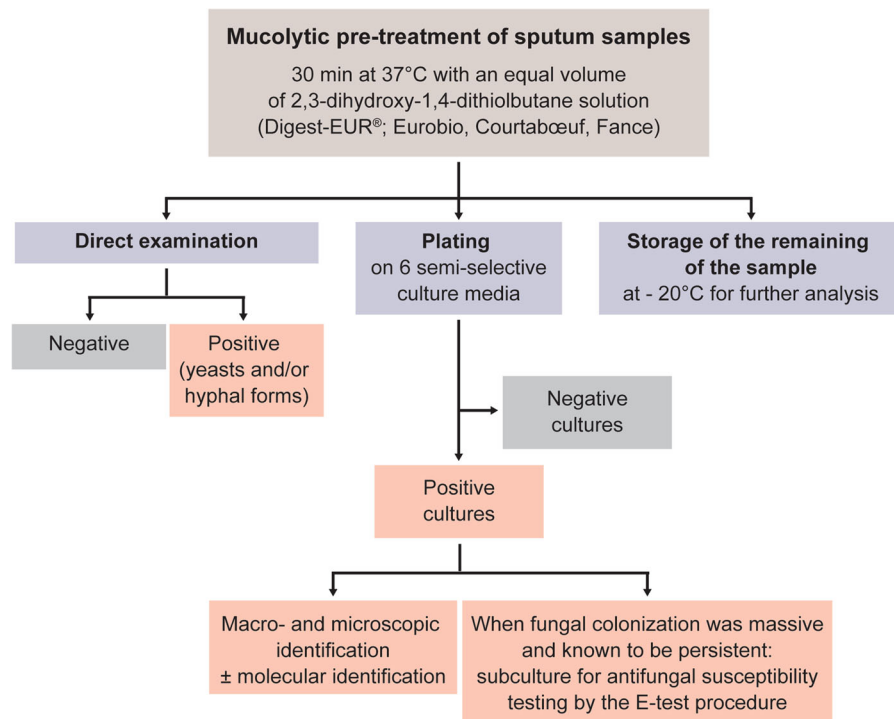 Mucolytic pre-treatment of sputum samples
30 min at 37°C with an equal volume
of 2,3-dihydroxy-1,4-dithiolbutane solution
(Digest-EUR®; Eurobio, Courtabœuf, Fance)
Direct examination
Plating
on 6 semi-selective
culture media
Storage of the remaining
of the sample
at - 20°C for further analysis
Negative
Positive
(yeasts and/or
hyphal forms)
Negative
cultures
Positive
cultures
Macro- and microscopic
identification
± molecular identification
When fungal colonization was massive
and known to be persistent:
subculture for antifungal susceptibility
testing by the E-test procedure